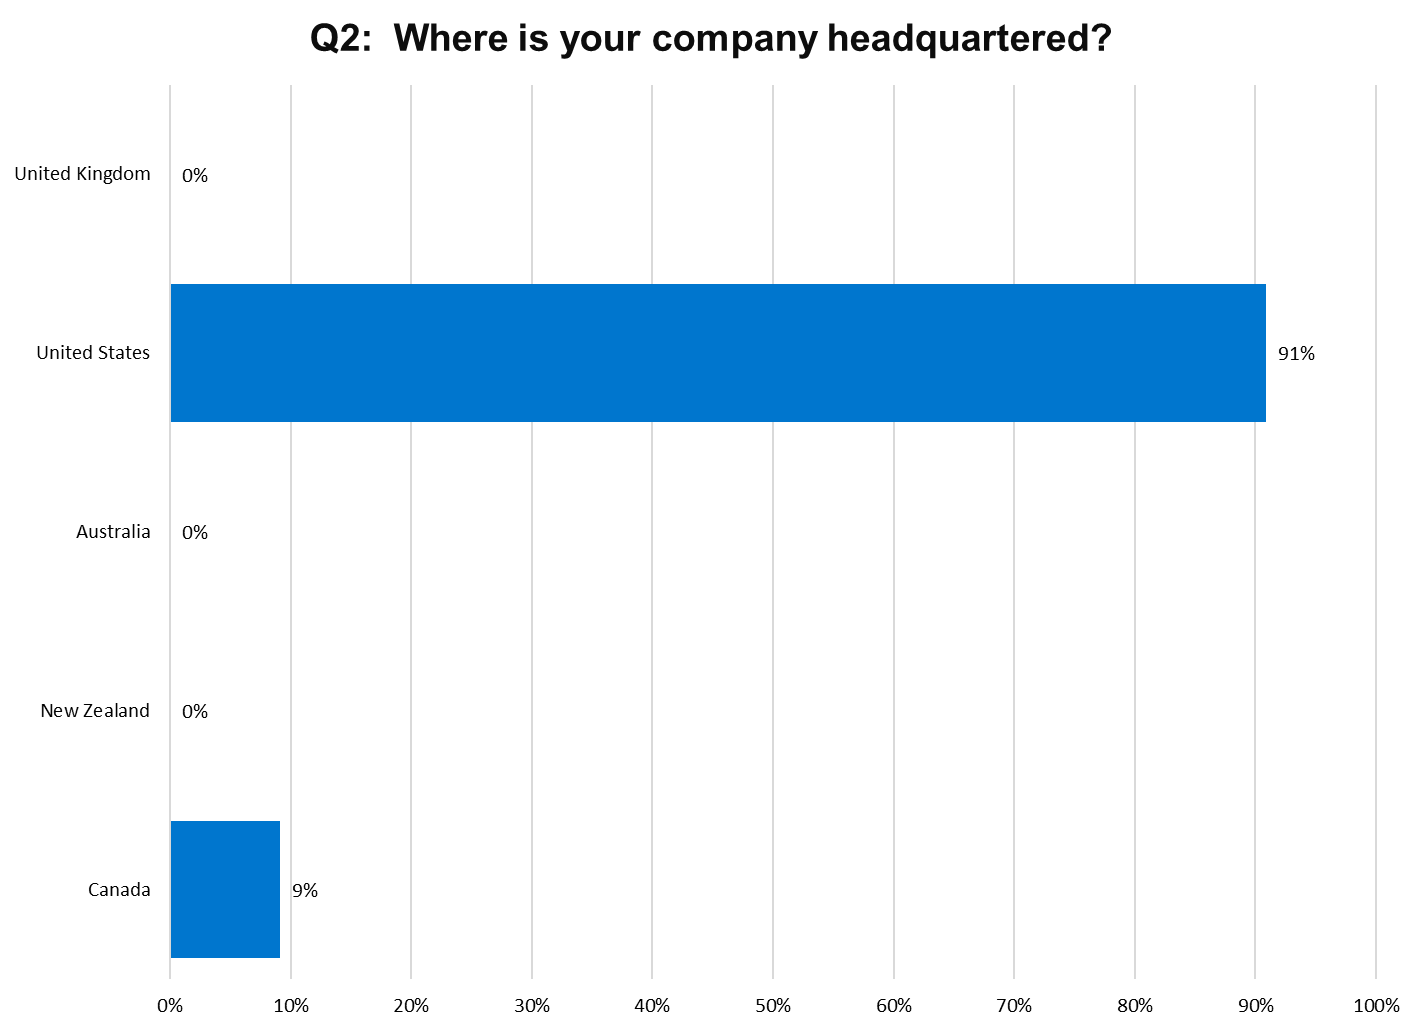 Q2:  Where is your company headquartered?
United Kingdom 0%
United States 91%
Australia 0%
New Zealand 0%
Canada 9%
0% 10% 20% 30% 40% 50% 60% 70% 80% 90% 100%